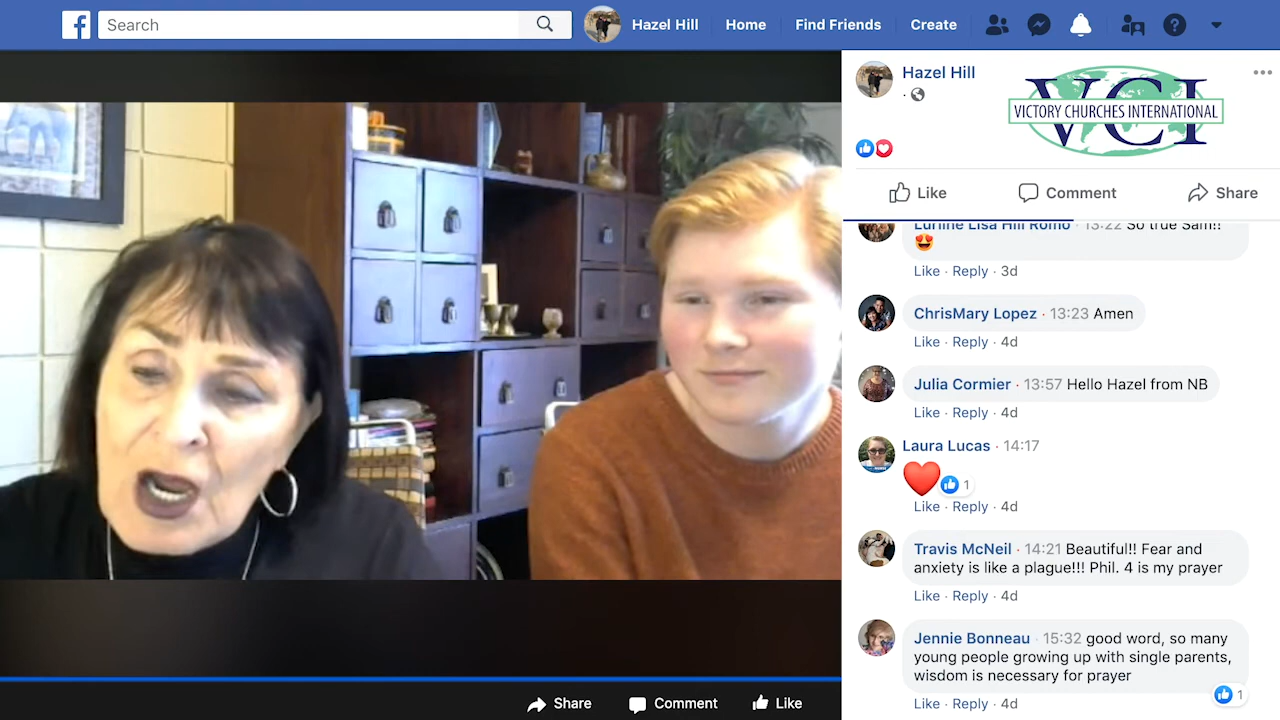 Search
Hazel Hill
Home
Find Friends
Create
Hazel Hill
VCI
VICTORY CHURCHES INTERNATIONAL
Like
Comment
Share
Lurline Lisa Hill Romo · 13:22 So true Sam!!
Like · Reply · 3d
ChrisMary Lopez · 13:23 Amen
Like · Reply · 4d
Julia Cormier · 13:57 Hello Hazel from NB
Like · Reply · 4d
Laura Lucas · 14:17
1
Like · Reply · 4d
Travis McNeil · 14:21 Beautiful!! Fear and
anxiety is like a plague!!! Phil. 4 is my prayer
Like · Reply · 4d
Jennie Bonneau · 15:32 good word, so many
young people growing up with single parents,
wisdom is necessary for prayer
1
Like · Reply · 4d
Share
Comment
Like